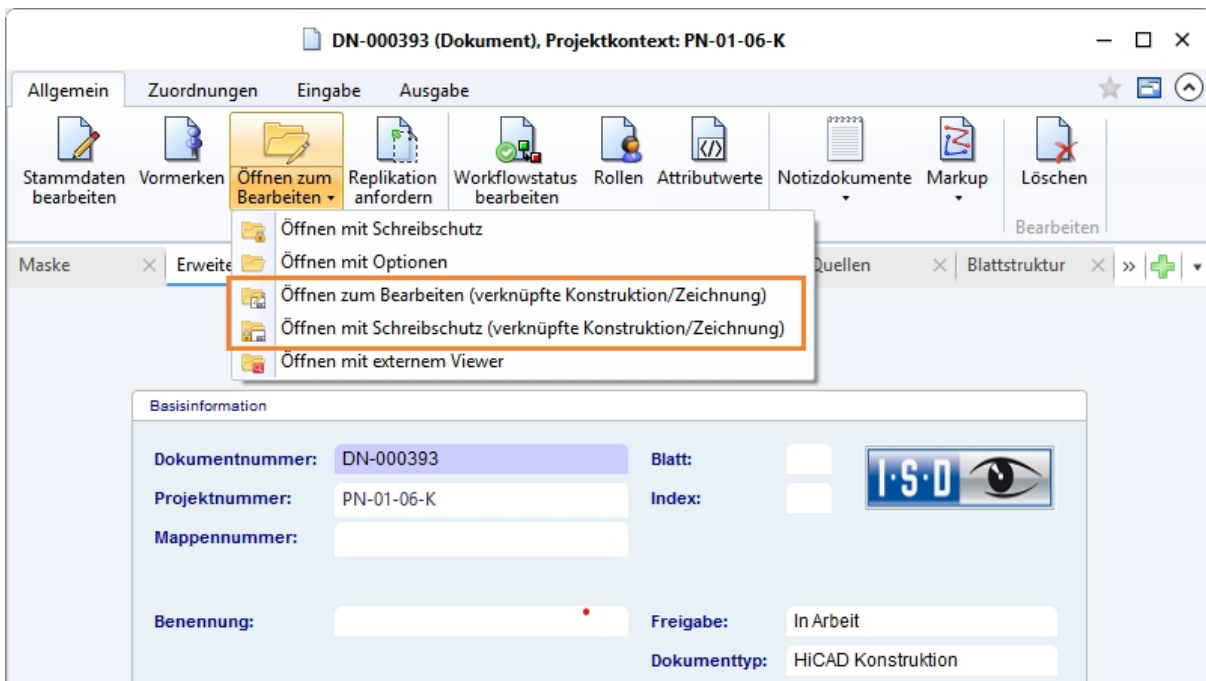 DN-000393 (Dokument), Projektkontext: PN-01-06-K
Allgemein Zuordnungen Eingabe Ausgabe
Stammdaten bearbeiten Vormerken Öffnen zum Bearbeiten Replikation anfordern Workflowstatus bearbeiten Rollen Attributwerte Notizdokumente Markup Löschen
Bearbeiten
Öffnen mit Schreibschutz
Maske Erweite Öffnen mit Optionen Quellen Blattstruktur »
Öffnen zum Bearbeiten (verknüpfte Konstruktion/Zeichnung)
Öffnen mit Schreibschutz (verknüpfte Konstruktion/Zeichnung)
Öffnen mit externem Viewer
Basisinformation
Dokumentnummer: DN-000393 Blatt:
I·S·D
Projektnummer: PN-01-06-K Index:
Mappennummer:
Benennung: Freigabe: In Arbeit
Dokumenttyp: HiCAD Konstruktion